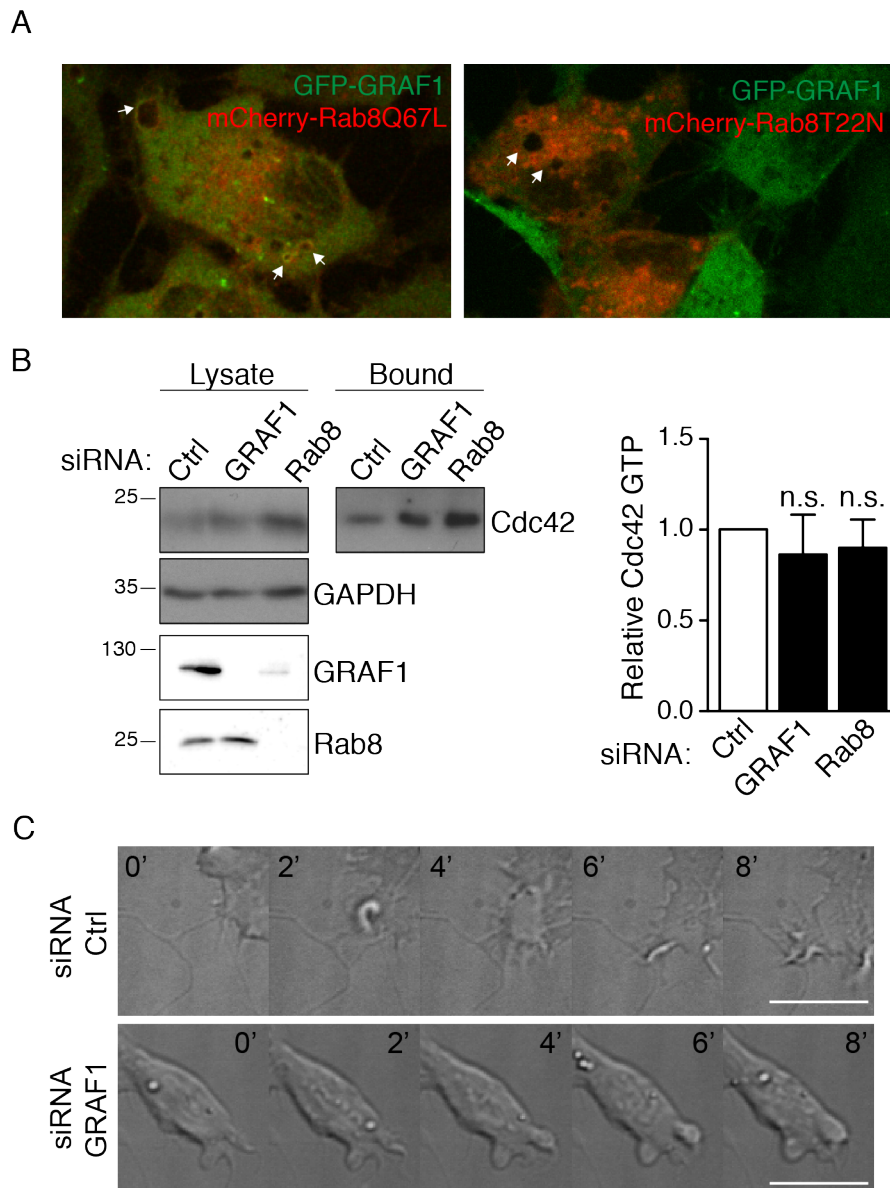 A
GFP-GRAF1
mCherry-Rab8Q67L
GFP-GRAF1
mCherry-Rab8T22N
B
Lysate
Bound
siRNA:
Ctrl
GRAF1
Rab8
Ctrl
GRAF1
Rab8
25
Cdc42
35
GAPDH
130
GRAF1
25
Rab8
Relative Cdc42 GTP
1.5
1.0
0.5
0.0
n.s.
n.s.
siRNA:
Ctrl
GRAF1
Rab8
C
siRNA
Ctrl
0’
2’
4’
6’
8’
siRNA
GRAF1
0’
2’
4’
6’
8’